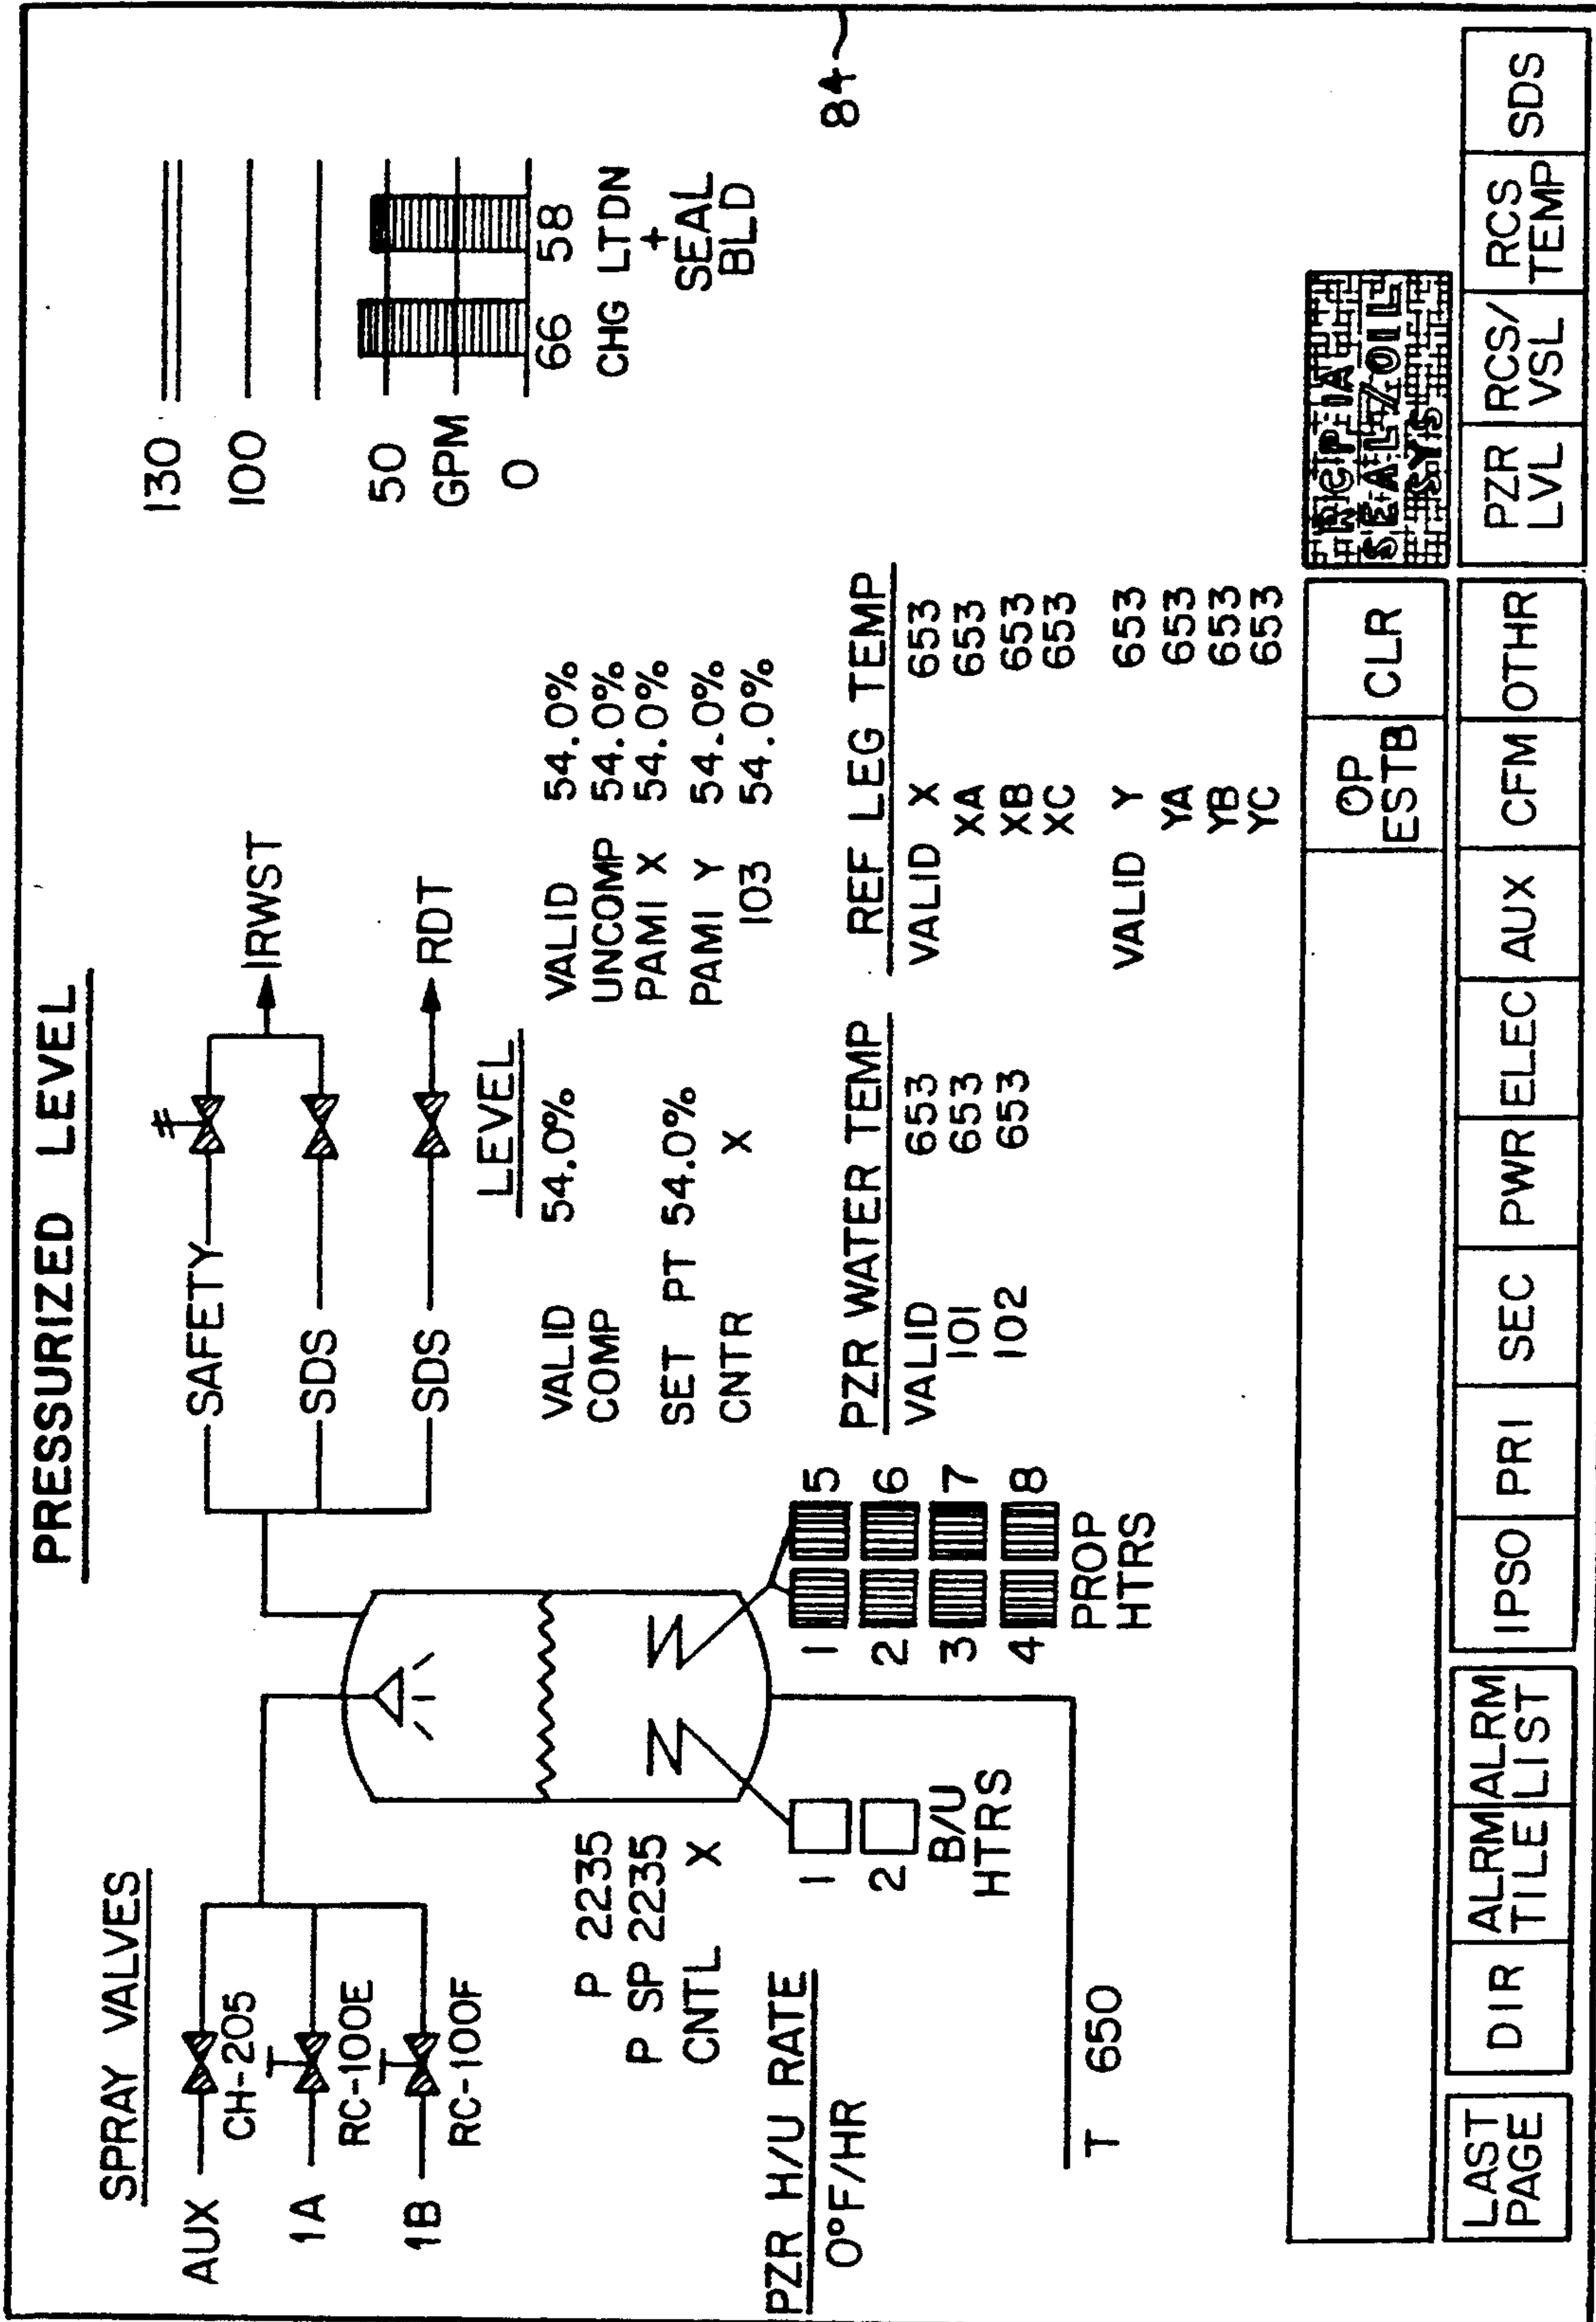 PRESSURIZED LEVEL
SPRAY VALVES
AUX
CH-205
1A
RC-100E
1B
RC-100F
SAFETY
SDS
SDS
IRWST
RDT
130
100
50
GPM
0
66 58
CHG LTDN
+
SEAL
BLD
84
P 2235
P SP 2235
CNTL X
PZR H/U RATE
0°F/HR
T 650
1
2
B/U
HTRS
1 5
2 6
3 7
4 8
PROP
HTRS
LEVEL
VALID 54.0%
COMP
SET PT 54.0%
CNTR X
VALID 54.0%
UNCOMP 54.0%
PAMI X 54.0%
PAMI Y 54.0%
103 54.0%
PZR WATER TEMP
VALID 653
101 653
102 653
REF LEG TEMP
VALID X 653
XA 653
XB 653
XC 653
VALID Y 653
YA 653
YB 653
YC 653
OP
ESTB
CLR
RCP 1A
SEAL/OIL
SYS
LAST
PAGE
DIR
ALRM
TILE
ALRM
LIST
IPSO
PRI
SEC
PWR
ELEC
AUX
CFM
OTHR
PZR
LVL
RCS/
VSL
RCS
TEMP
SDS